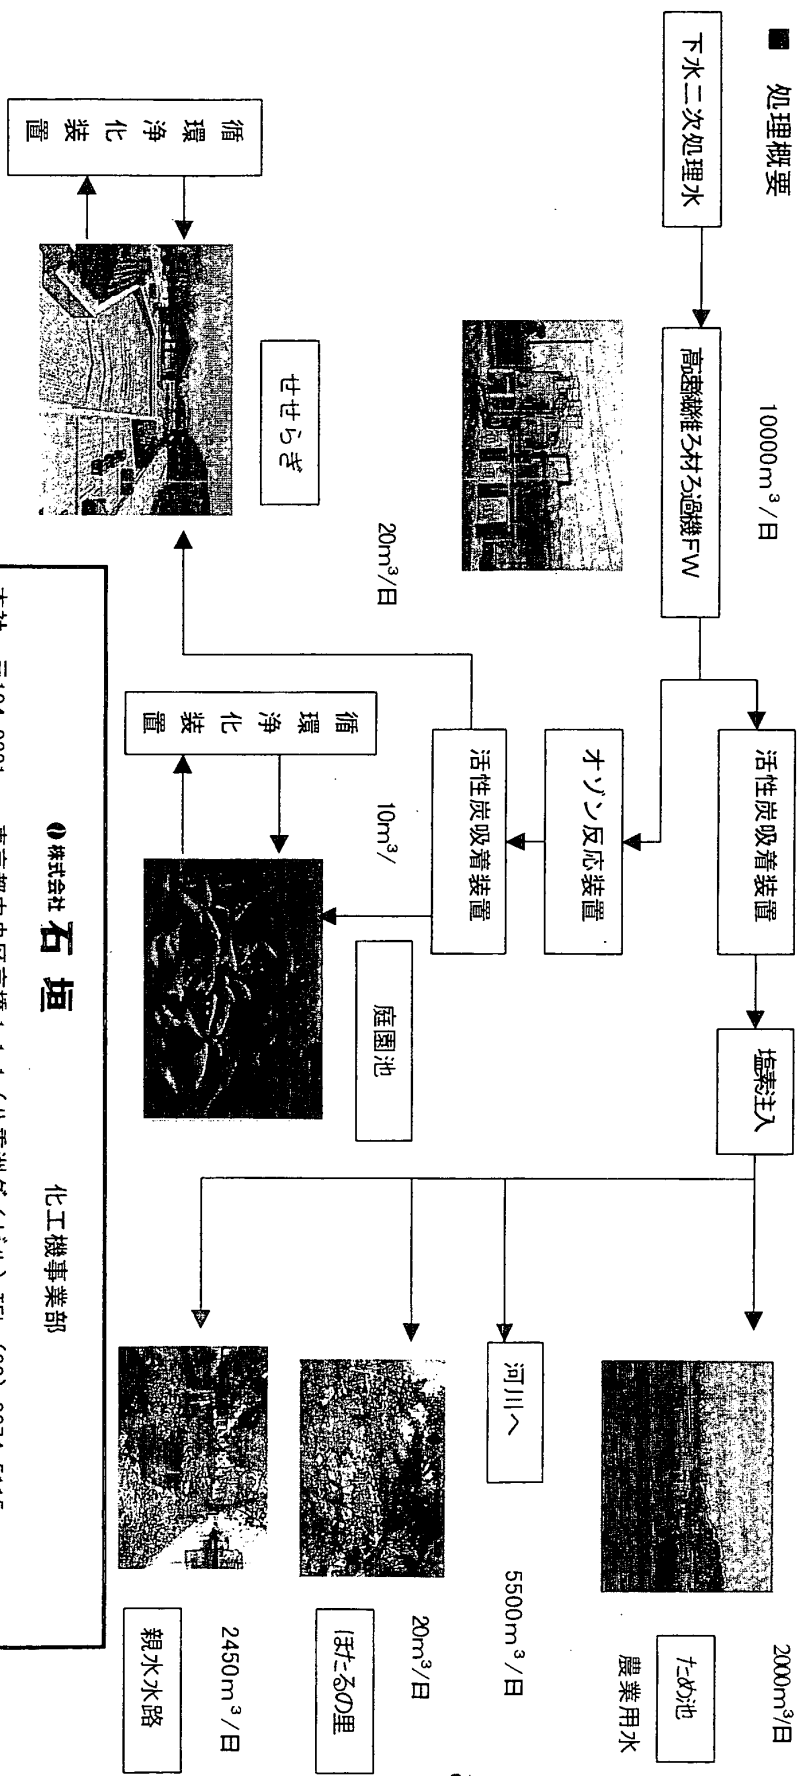 ■ 処理概要
下水二次処理水
10000m³/日
高速繊維ろ材ろ過機FW
活性炭吸着装置
塩素注入
オゾン反応装置
活性炭吸着装置
2000m³/日
ため池
農業用水
河川へ
5500m³/日
20m³/日
ほたるの里
2450m³/日
親水水路
20m³/日
せせらぎ
循環浄化装置
10m³/
庭園池
循環浄化装置
株式会社 石垣 化工機事業部